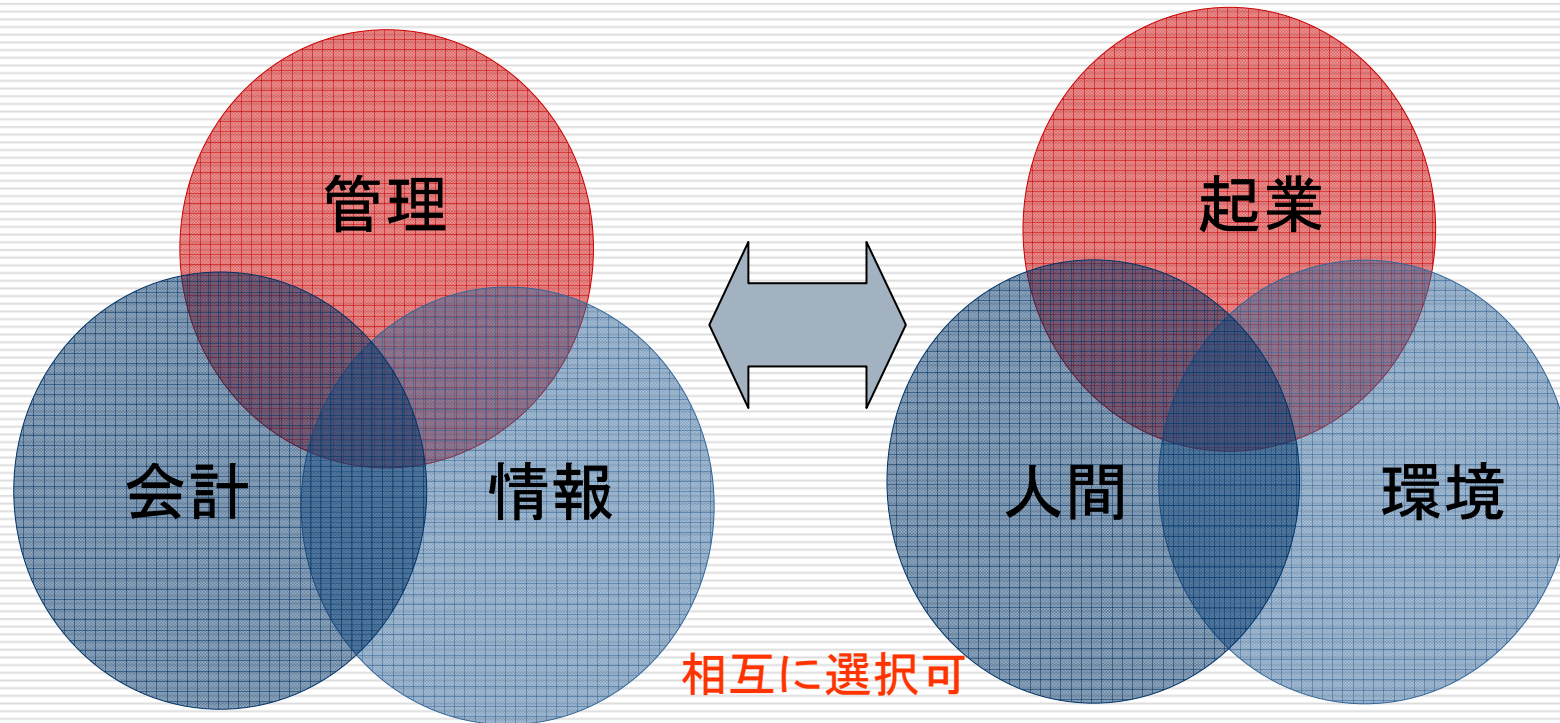 管理
起業
会計
情報
人間
環境
相互に選択可